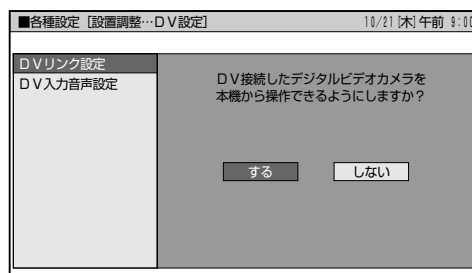 ■各種設定［設置調整…ＤＶ設定］ 10/21[木]午前 9:00
ＤＶリンク設定
ＤＶ入力音声設定
ＤＶ接続したデジタルビデオカメラを
本機から操作できるようにしますか？
する しない